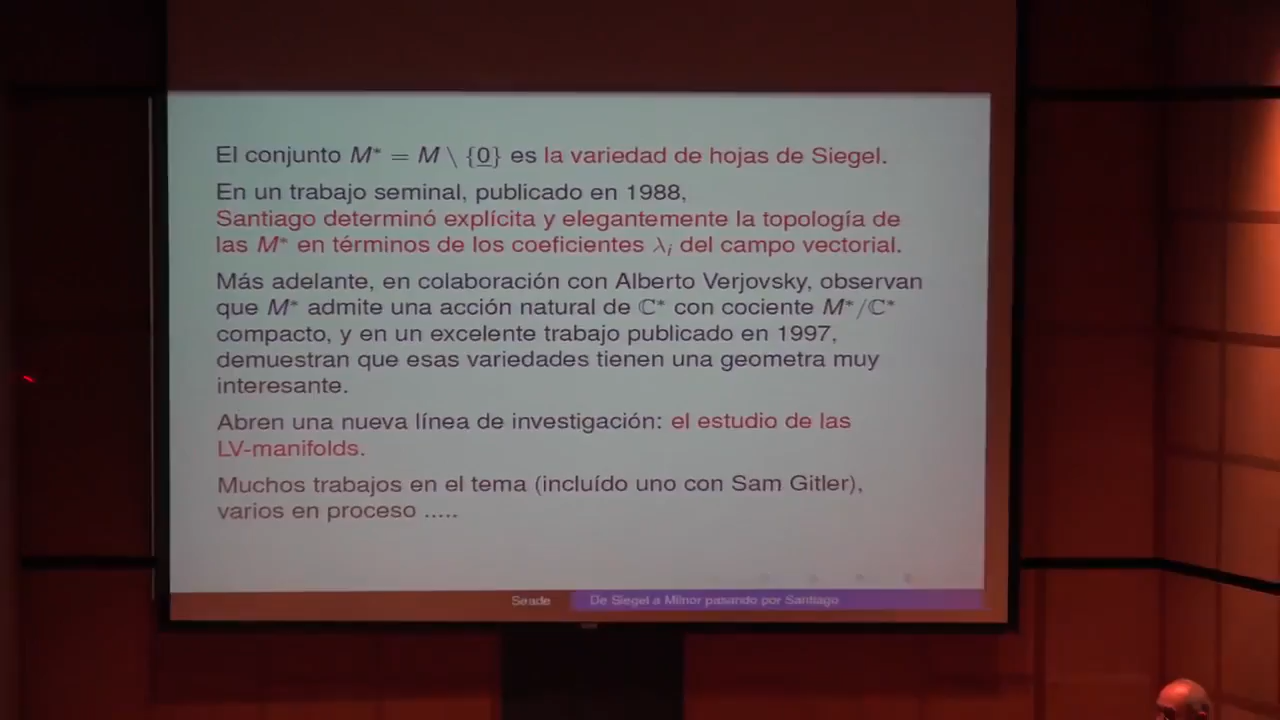 El conjunto M* = M \ {0} es la variedad de hojas de Siegel.
En un trabajo seminal, publicado en 1988,
Santiago determinó explícita y elegantemente la topología de
las M* en términos de los coeficientes λᵢ del campo vectorial.
Más adelante, en colaboración con Alberto Verjovsky, observan
que M* admite una acción natural de ℂ* con cociente M*/ℂ*
compacto, y en un excelente trabajo publicado en 1997,
demuestran que esas variedades tienen una geometra muy
interesante.
Abren una nueva línea de investigación: el estudio de las
LV-manifolds.
Muchos trabajos en el tema (incluído uno con Sam Gitler),
varios en proceso .....
Seade De Siegel a Milnor pasando por Santiago